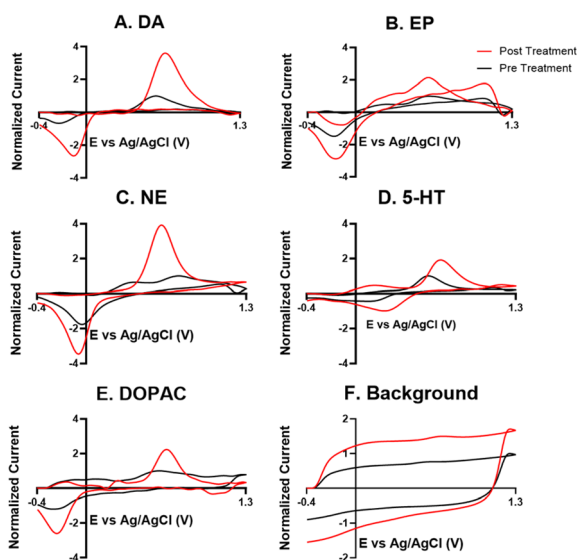 A. DA
B. EP
Post Treatment
Pre Treatment
Normalized Current
4
2
-2
-4
-0.4
1.3
E vs Ag/AgCl (V)
Normalized Current
4
2
-2
-4
-0.4
1.3
E vs Ag/AgCl (V)
C. NE
D. 5-HT
Normalized Current
4
2
-2
-4
-0.4
1.3
E vs Ag/AgCl (V)
Normalized Current
4
2
-2
-4
-0.4
1.3
E vs Ag/AgCl (V)
E. DOPAC
F. Background
Normalized Current
4
2
-2
-4
-0.4
1.3
E vs Ag/AgCl (V)
Normalized Current
2
1
-1
-2
-0.4
1.3
E vs Ag/AgCl (V)